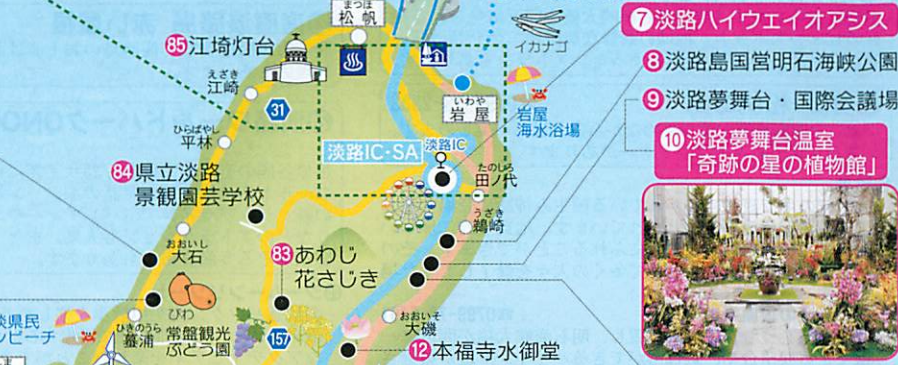 まつほ
松帆
85江埼灯台
えざき
江崎
31
ひらばやし
平林
84県立淡路
景観園芸学校
おおいし
大石
びわ
淡県民
ンビーチ
ひきのうら
蟇浦
常盤観光
ぶどう園
83あわじ
花さじき
157
淡路IC・SA
淡路IC
イカナゴ
いわや
岩屋
岩屋
海水浴場
たのしろ
田ノ代
うざき
鵜崎
おおいそ
大磯
12本福寺水御堂
7淡路ハイウェイオアシス
8淡路島国営明石海峡公園
9淡路夢舞台・国際会議場
10淡路夢舞台温室
「奇跡の星の植物館」